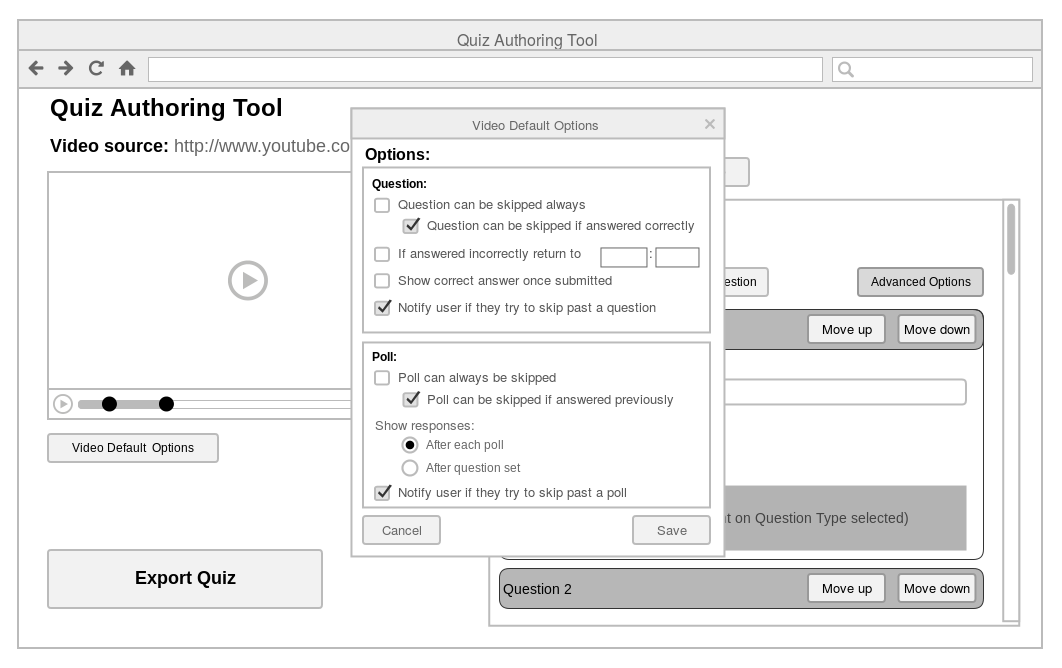 Quiz Authoring Tool
Quiz Authoring Tool
Video source: http://www.youtube.co
Video Default Options
Options:
Question:
Question can be skipped always
Question can be skipped if answered correctly
If answered incorrectly return to :
Show correct answer once submitted
Notify user if they try to skip past a question
Poll:
Poll can always be skipped
Poll can be skipped if answered previously
Show responses:
After each poll
After question set
Notify user if they try to skip past a poll
Cancel Save
Video Default Options
Export Quiz
estion Advanced Options
Move up Move down
t on Question Type selected)
Question 2 Move up Move down